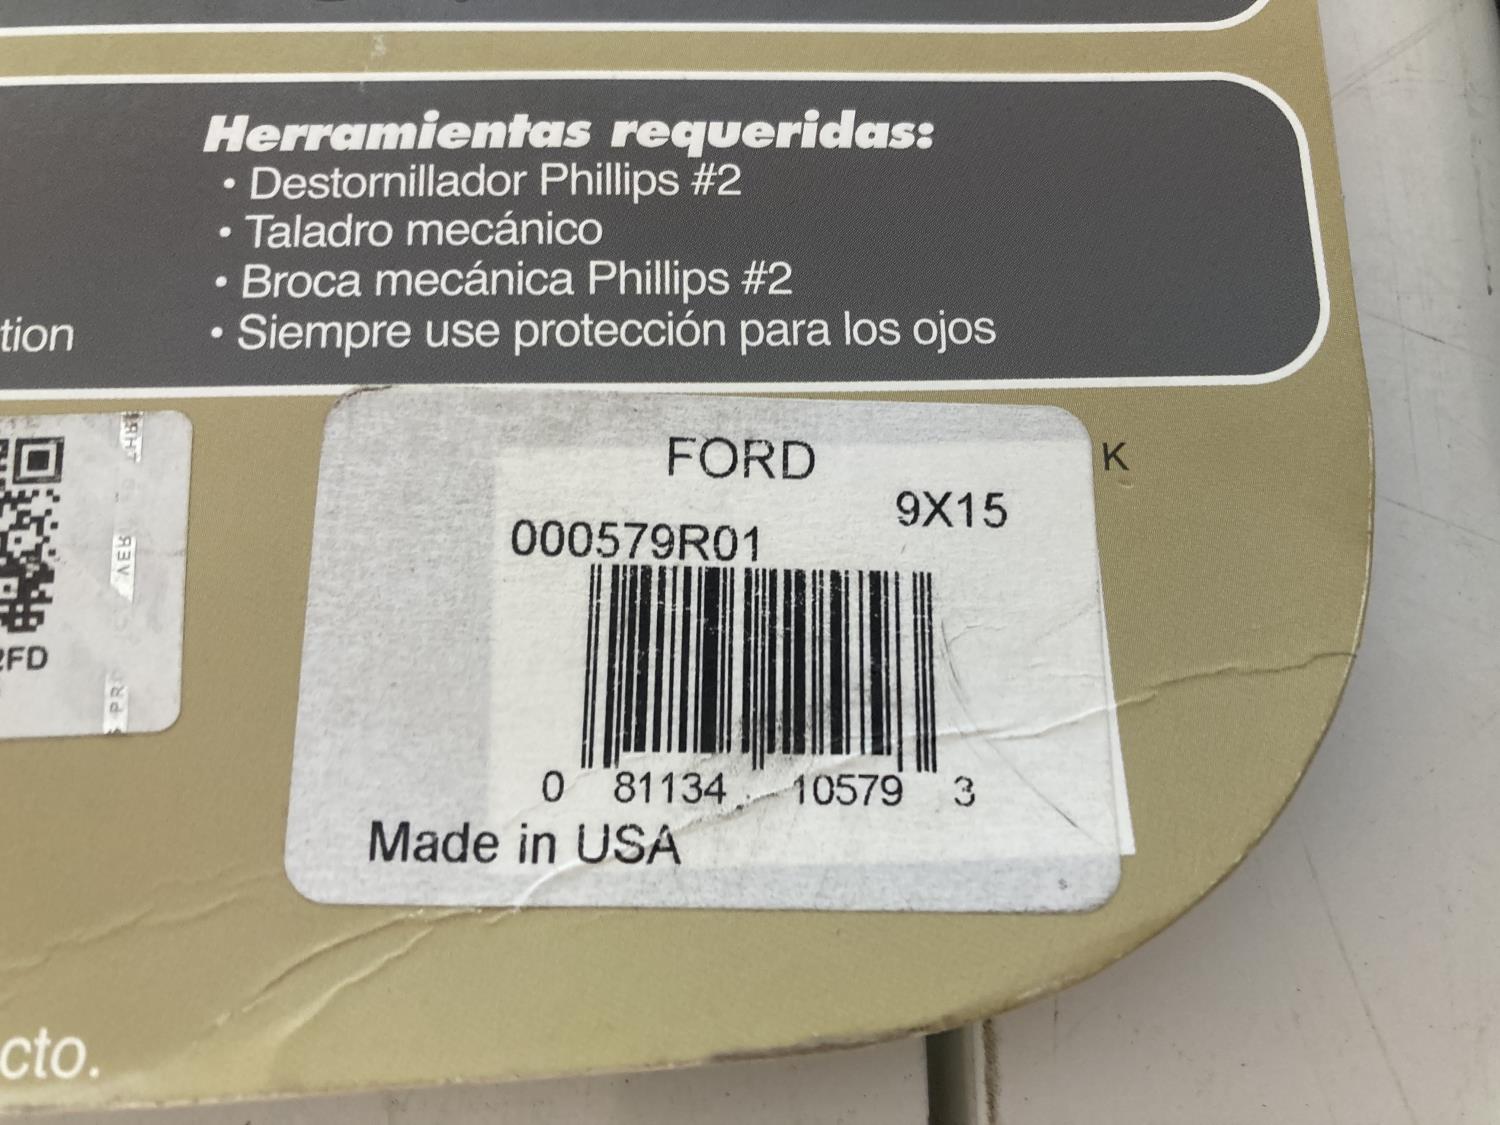 Herramientas requeridas:
• Destornillador Phillips #2
• Taladro mecánico
• Broca mecánica Phillips #2
tion • Siempre use protección para los ojos
FORD K
9X15
000579R01
0 81134 10579 3
2FD
Made in USA
s
cto.